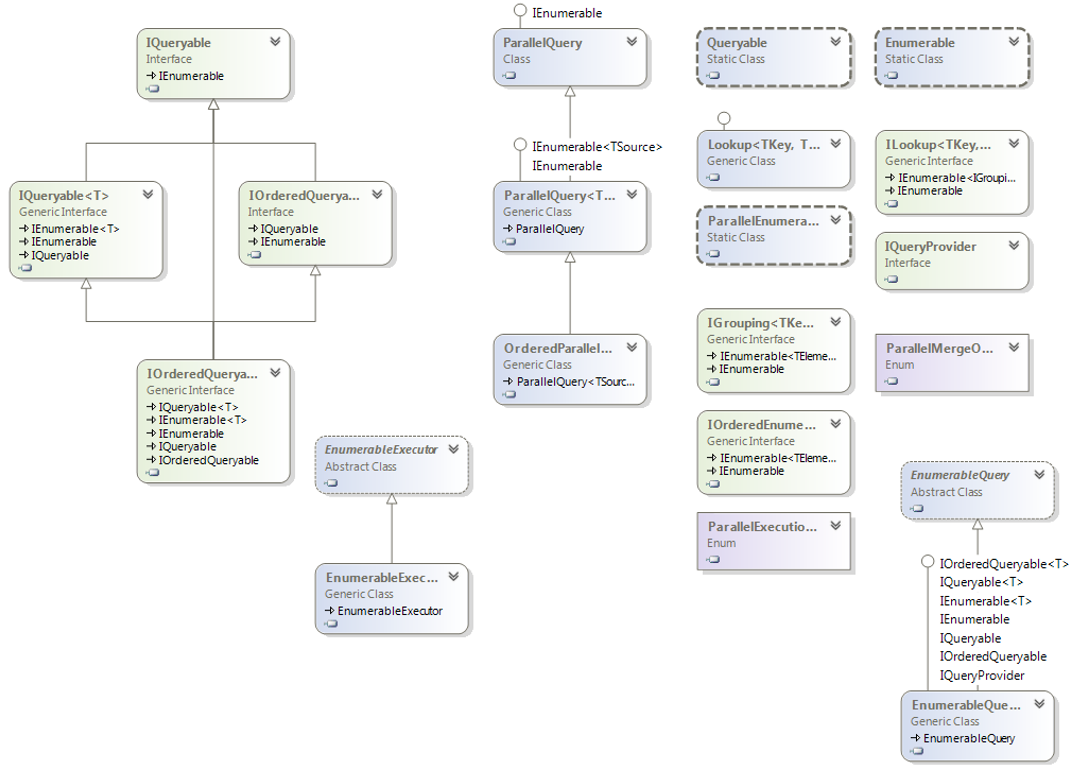 IQueryable
Interface
IEnumerable
IQueryable<T>
Generic Interface
IEnumerable<T>
IEnumerable
IQueryable
IOrderedQuerya...
Interface
IQueryable
IEnumerable
IOrderedQuerya...
Generic Interface
IQueryable<T>
IEnumerable<T>
IEnumerable
IQueryable
IOrderedQueryable
EnumerableExecutor
Abstract Class
EnumerableExec...
Generic Class
EnumerableExecutor
IEnumerable
ParallelQuery
Class
IEnumerable<TSource>
IEnumerable
ParallelQuery<T...
Generic Class
ParallelQuery
OrderedParallel...
Generic Class
ParallelQuery<TSourc...
Queryable
Static Class
Enumerable
Static Class
Lookup<TKey, T...
Generic Class
ILookup<TKey,...
Generic Interface
IEnumerable<IGroupi...
IEnumerable
ParallelEnumera...
Static Class
IQueryProvider
Interface
IGrouping<TKe...
Generic Interface
IEnumerable<TEleme...
IEnumerable
ParallelMergeO...
Enum
IOrderedEnume...
Generic Interface
IEnumerable<TEleme...
IEnumerable
ParallelExecutio...
Enum
EnumerableQuery
Abstract Class
IOrderedQueryable<T>
IQueryable<T>
IEnumerable<T>
IEnumerable
IQueryable
IOrderedQueryable
IQueryProvider
EnumerableQue...
Generic Class
EnumerableQuery